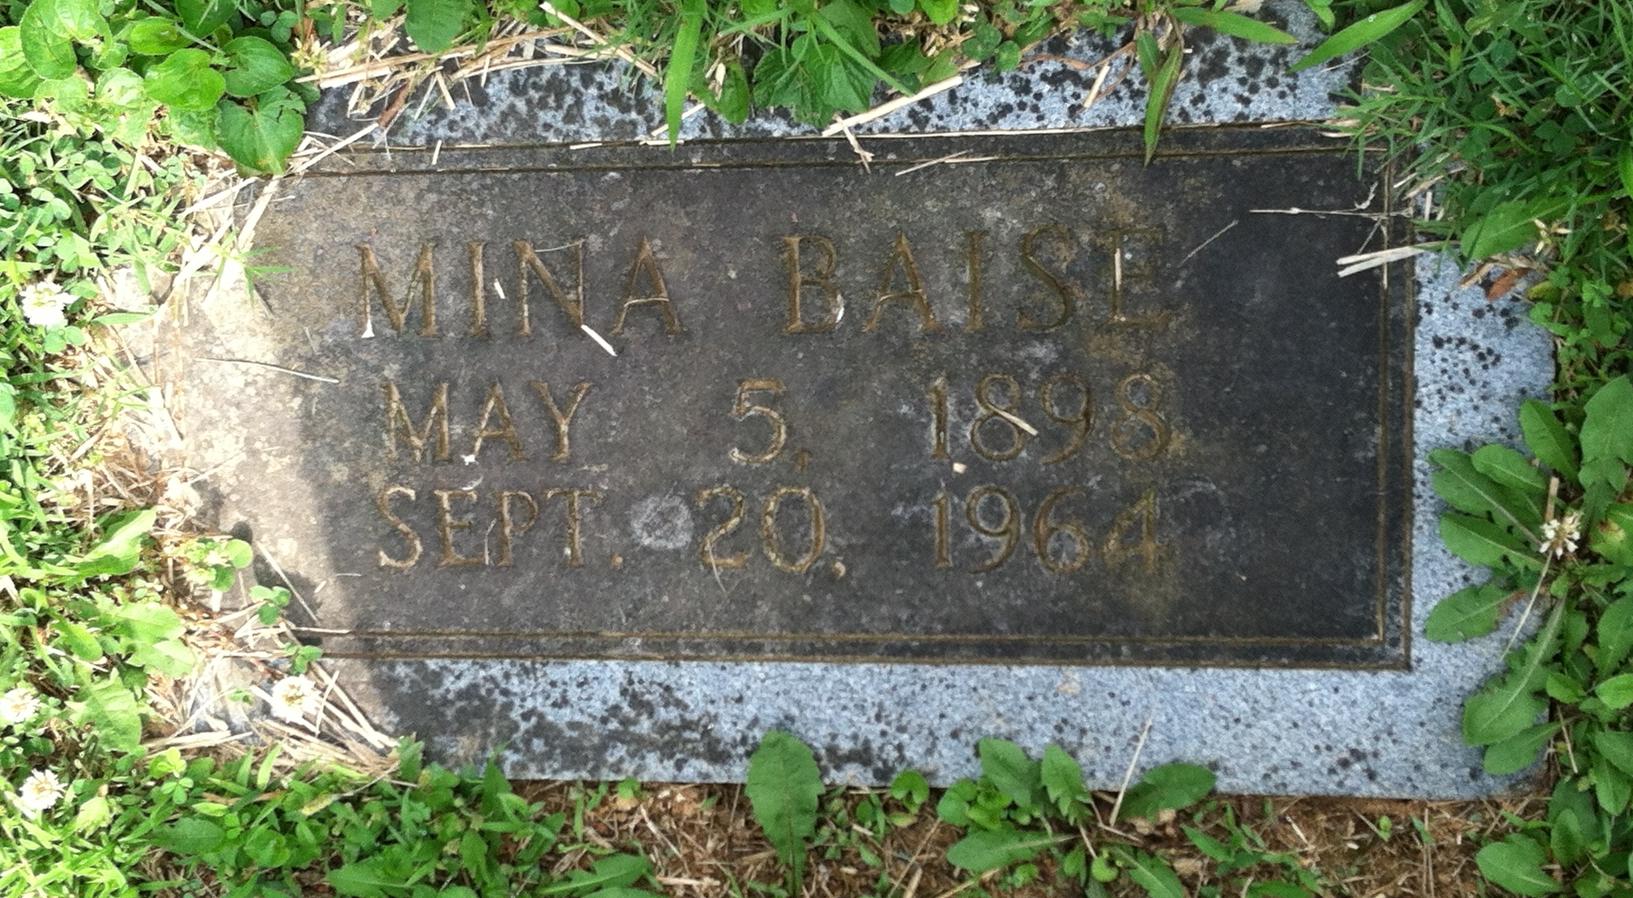 MINA BAISE
MAY 5, 1898
SEPT. 20, 1964